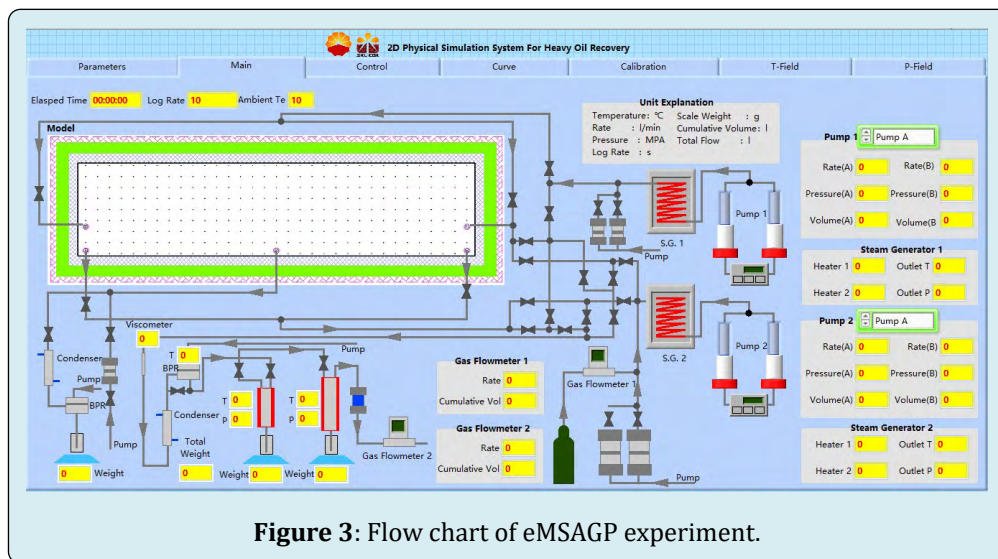 2D Physical Simulation System For Heavy Oil Recovery
Parameters Main Control Curve Calibration T-Field P-Field
Elasped Time 00:00:00 Log Rate 10 Ambient Te 10
Unit Explanation
Temperature: ℃ Scale Weight : g
Rate : l/min Cumulative Volume: l
Pressure : MPA Total Flow : l
Log Rate : s
Model
Pump 1 Pump A
Rate(A) 0 Rate(B) 0
Pressure(A) 0 Pressure(B) 0
Volume(A) 0 Volume(B 0
S.G. 1
Pump 1
Pump
Steam Generator 1
Heater 1 0 Outlet T 0
Heater 2 0 Outlet P 0
Pump 2 Pump A
Rate(A) 0 Rate(B) 0
Pressure(A) 0 Pressure(B) 0
Volume(A) 0 Volume(B) 0
S.G. 2
Pump 2
Steam Generator 2
Heater 1 0 Outlet T 0
Heater 2 0 Outlet P 0
Viscometer
0
T 0
BPR
Pump
Condenser
Pump
BPR
Pump
0 Weight
Condenser
Total
Weight
0
T 0
P 0
Weight 0
T 0
P 0
Weight 0
Gas Flowmeter 2
Gas Flowmeter 1
Rate 0
Cumulative Vol 0
Gas Flowmeter 2
Rate 0
Cumulative Vol 0
Gas Flowmeter 1
Pump
Figure 3: Flow chart of eMSAGP experiment.